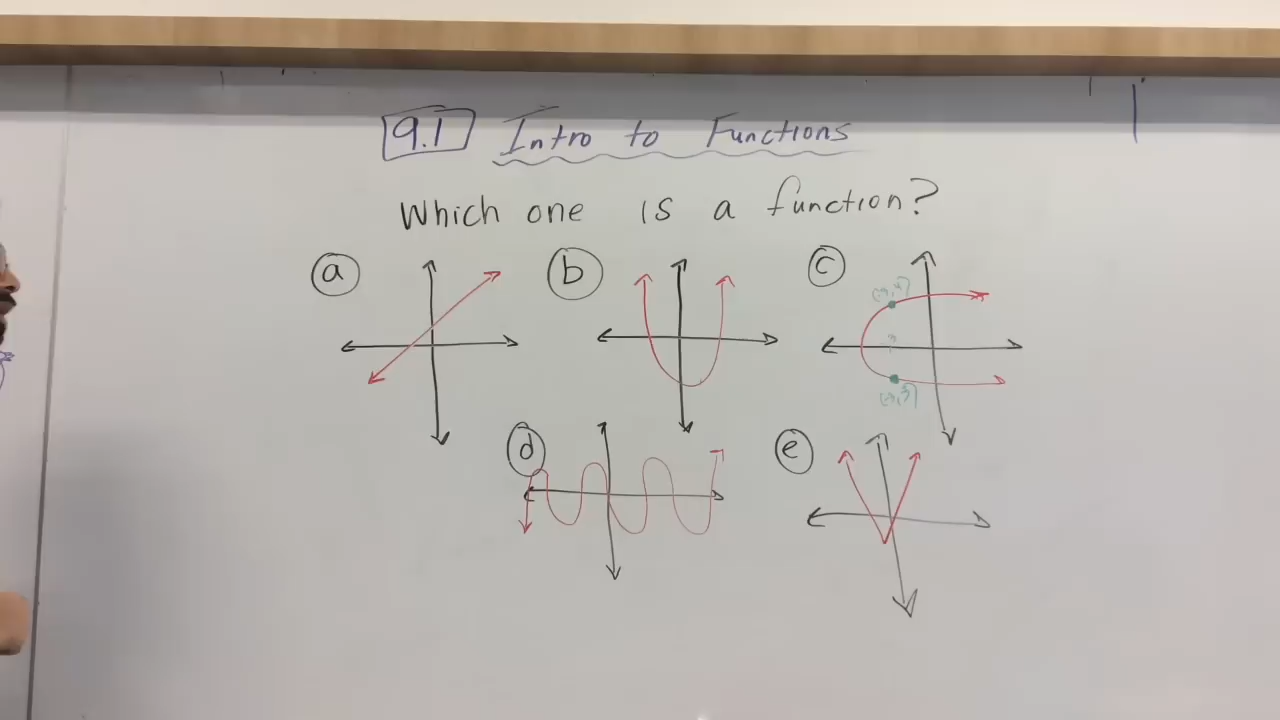 9.1 Intro to Functions
Which one is a function?
a b c
d e